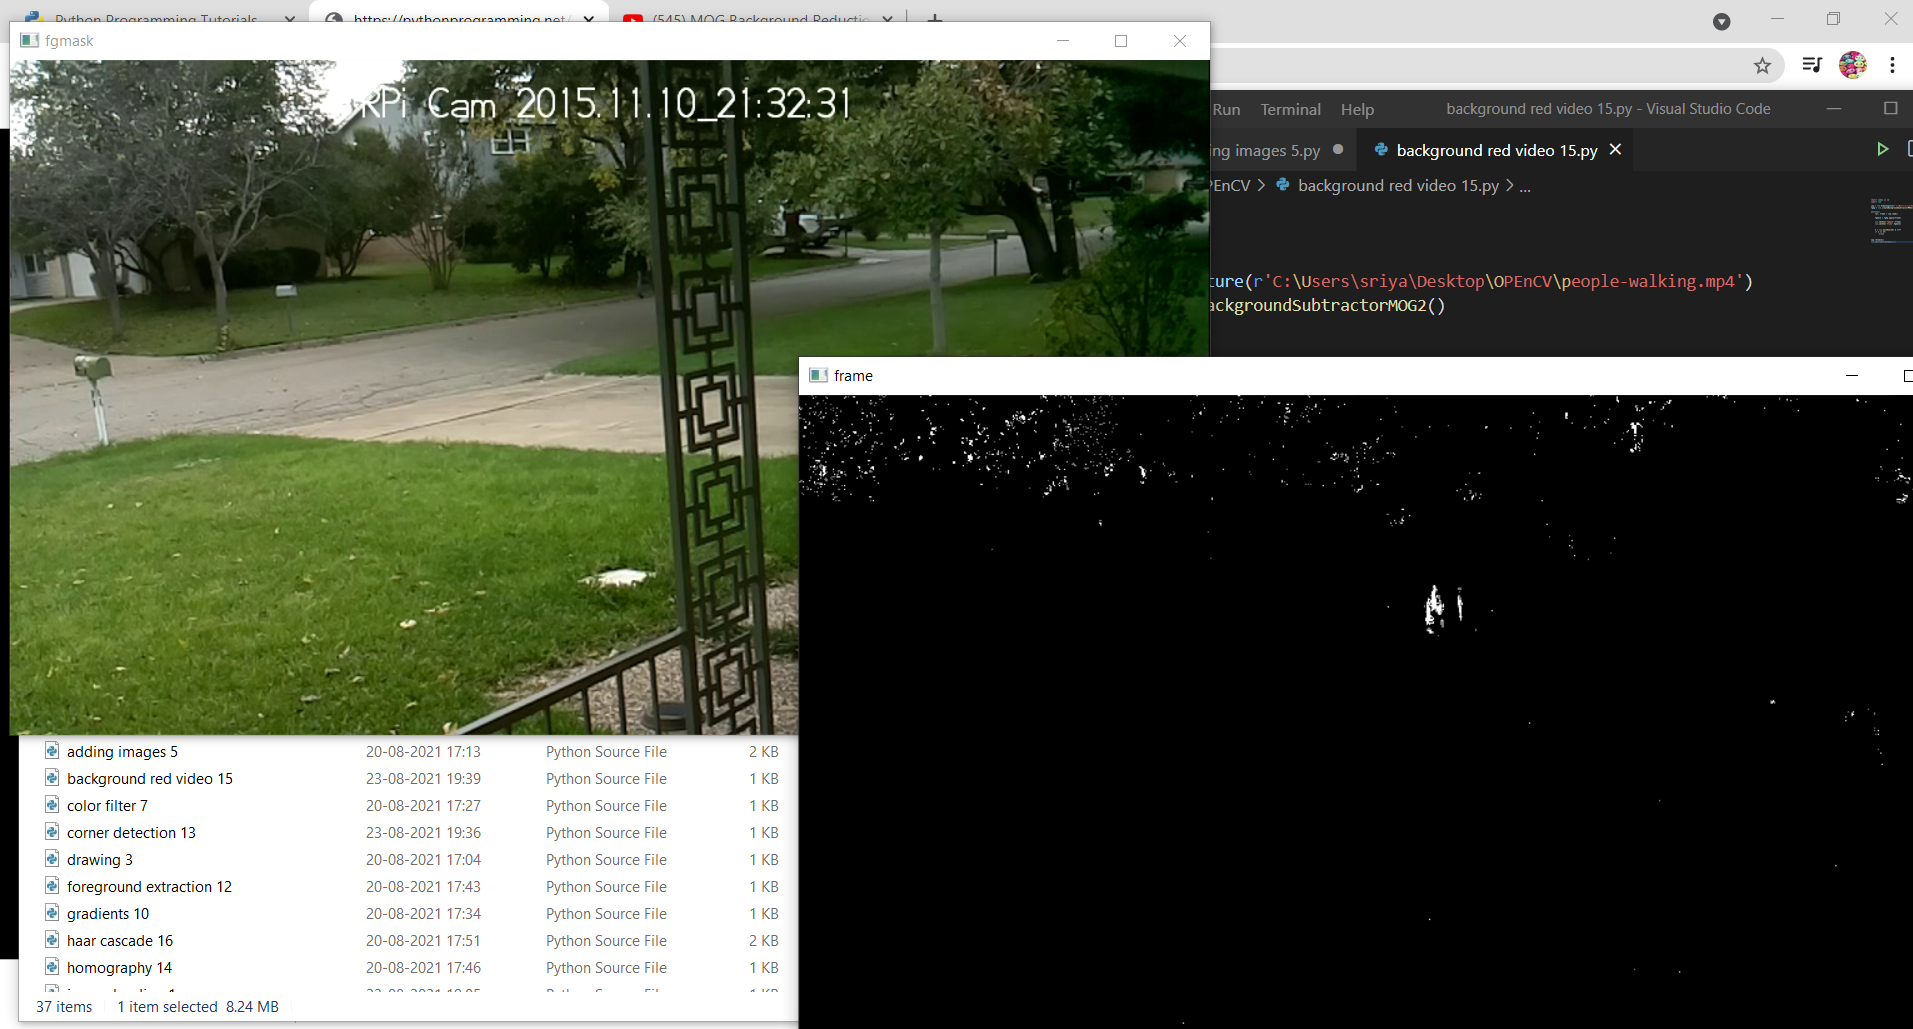 Python Programming Tutorials
https://pythonprogramming.net/
(545) MOG Background Reductio
fgmask
RPi Cam 2015.11.10_21:32:31
Run Terminal Help
background red video 15.py - Visual Studio Code
ng images 5.py
background red video 15.py
PEnCV > background red video 15.py > ...
ture(r'C:\Users\sriya\Desktop\OPEnCV\people-walking.mp4')
ackgroundSubtractorMOG2()
frame
adding images 5 20-08-2021 17:13 Python Source File 2 KB
background red video 15 23-08-2021 19:39 Python Source File 1 KB
color filter 7 20-08-2021 17:27 Python Source File 1 KB
corner detection 13 23-08-2021 19:36 Python Source File 1 KB
drawing 3 20-08-2021 17:04 Python Source File 1 KB
foreground extraction 12 20-08-2021 17:43 Python Source File 1 KB
gradients 10 20-08-2021 17:34 Python Source File 1 KB
haar cascade 16 20-08-2021 17:51 Python Source File 2 KB
homography 14 20-08-2021 17:46 Python Source File 1 KB
37 items 1 item selected 8.24 MB